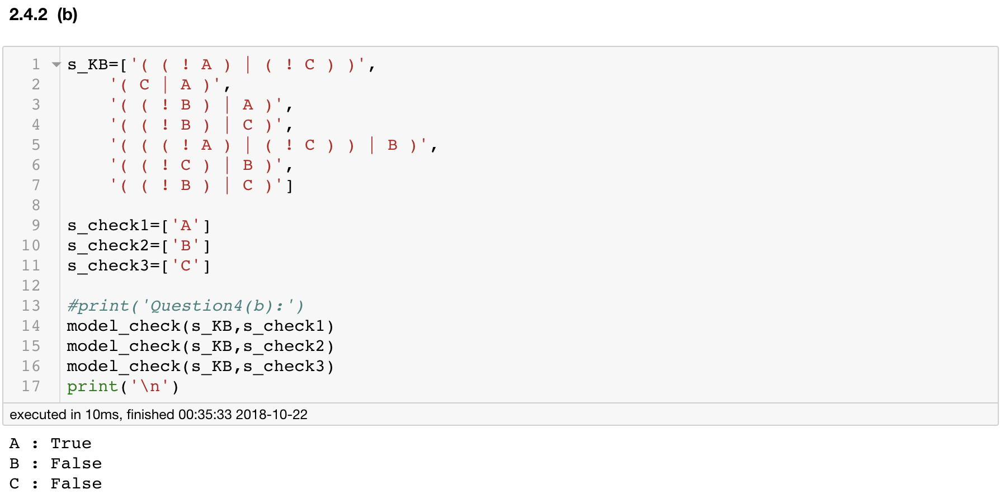 2.4.2 (b)
1 s_KB=['( ( ! A ) | ( ! C ) )',
2 '( C | A )',
3 '( ( ! B ) | A )',
4 '( ( ! B ) | C )',
5 '( ( ( ! A ) | ( ! C ) ) | B )',
6 '( ( ! C ) | B )',
7 '( ( ! B ) | C )']
8
9 s_check1=['A']
10 s_check2=['B']
11 s_check3=['C']
12
13 #print('Question4(b):')
14 model_check(s_KB,s_check1)
15 model_check(s_KB,s_check2)
16 model_check(s_KB,s_check3)
17 print('\n')
executed in 10ms, finished 00:35:33 2018-10-22
A : True
B : False
C : False